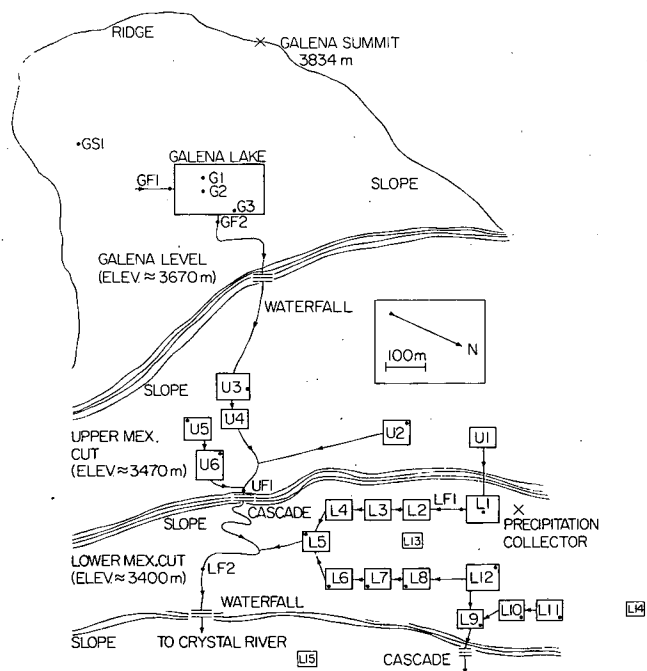 RIDGE
GALENA SUMMIT
3834 m
GS1
GALENA LAKE
GF1
G1
G2
G3
GF2
SLOPE
GALENA LEVEL
(ELEV. ≈ 3670 m)
WATERFALL
N
100m
SLOPE
U3
U4
U5
U2
U1
UPPER MEX.
CUT
(ELEV. ≈ 3470 m)
U6
UF1
CASCADE
SLOPE
L4
L3
L2
LF1
L1
PRECIPITATION
COLLECTOR
L5
L13
LOWER MEX. CUT
(ELEV. ≈ 3400 m)
LF2
L6
L7
L8
L12
WATERFALL
L9
L10
L11
L14
SLOPE
TO CRYSTAL RIVER
L15
CASCADE